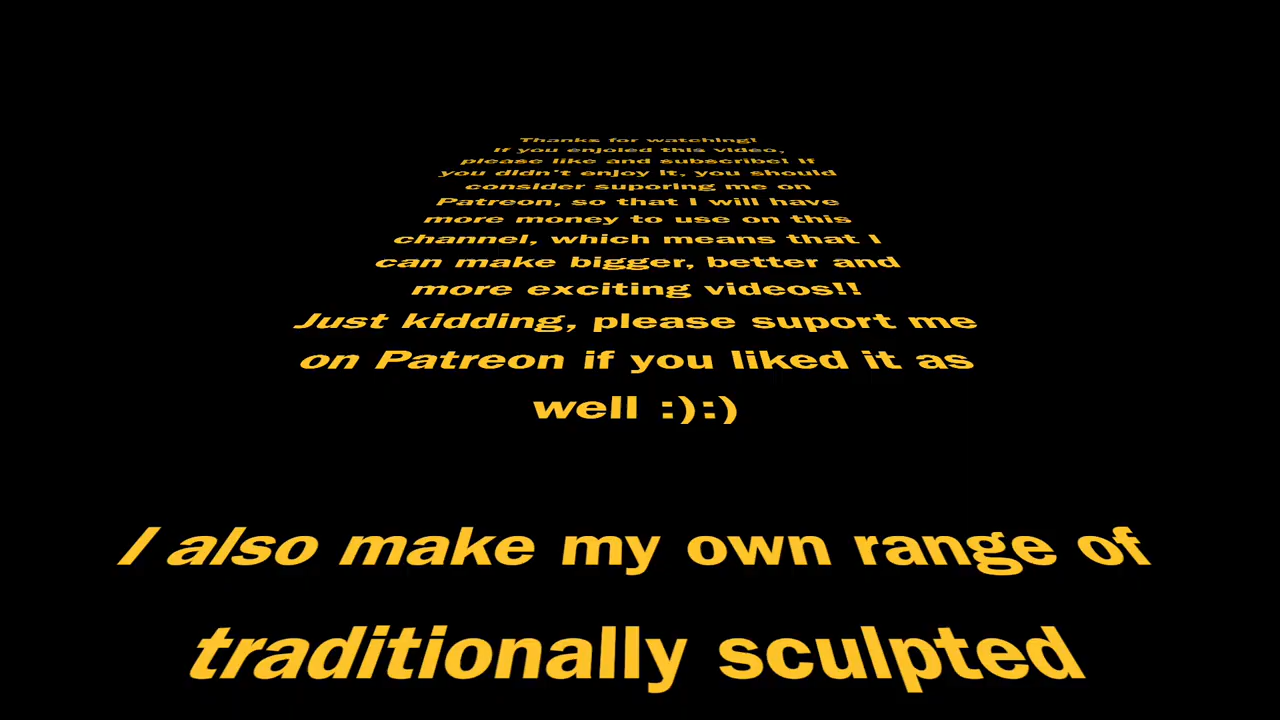 Thanks for watching!
If you enjoied this video,
please like and subscribe! If
you didn't enjoy it, you should
consider suporing me on
Patreon, so that I will have
more money to use on this
channel, which means that I
can make bigger, better and
more exciting videos!!
Just kidding, please suport me
on Patreon if you liked it as
well :):)
I also make my own range of
traditionally sculpted